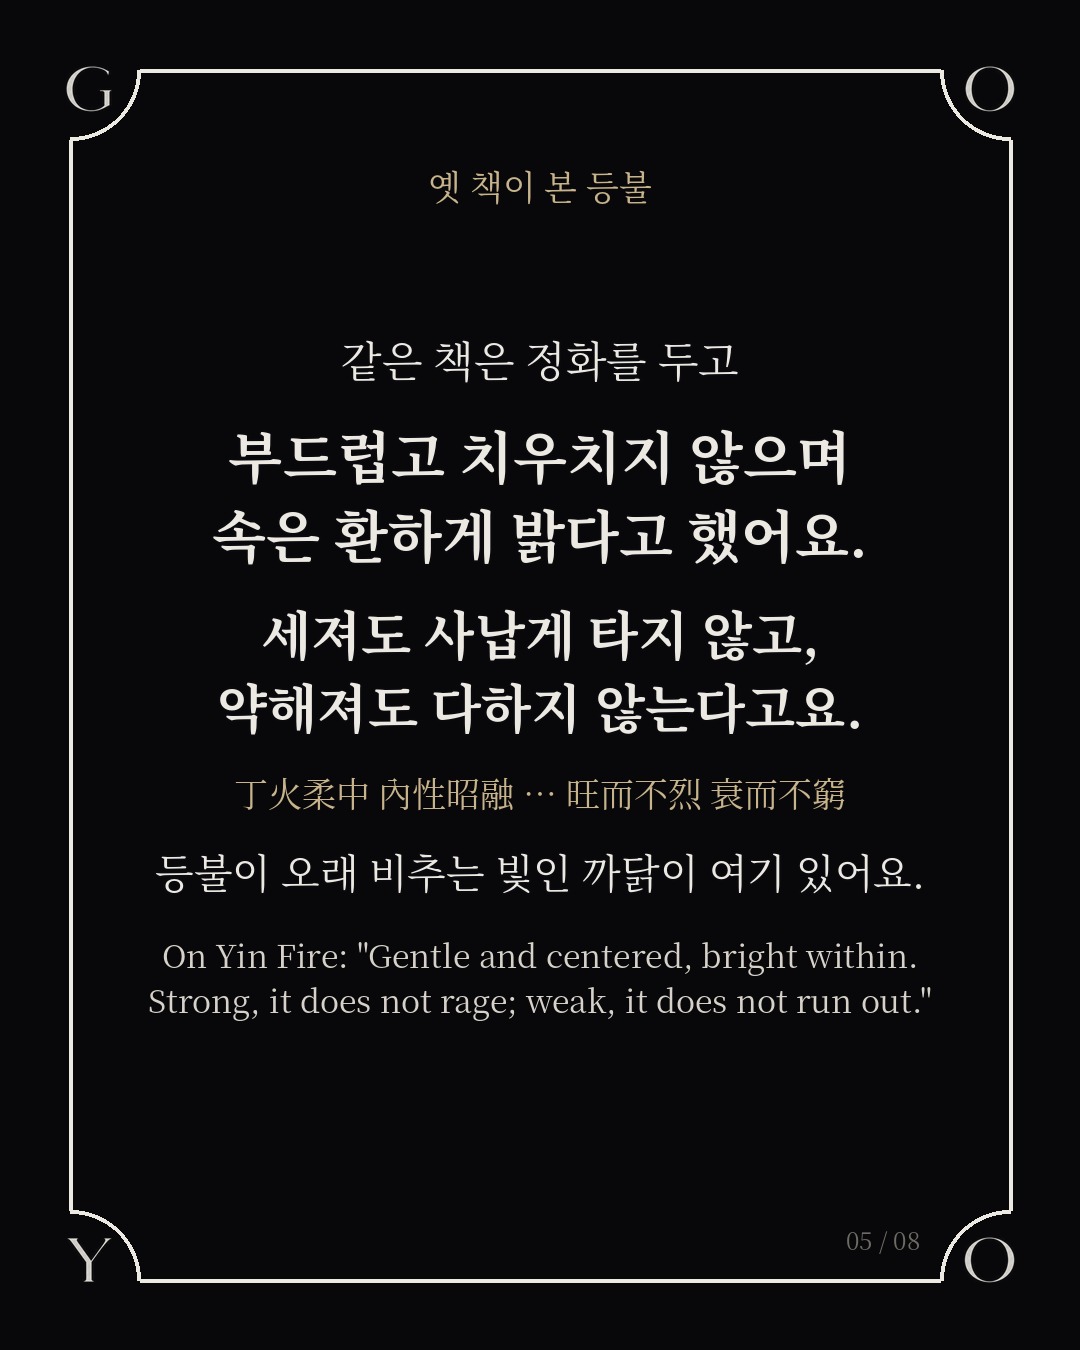 G O
옛 책이 본 등불
같은 책은 정화를 두고
부드럽고 치우치지 않으며
속은 환하게 밝다고 했어요.
세져도 사납게 타지 않고,
약해져도 다하지 않는다고요.
丁火柔中 內性昭融 … 旺而不烈 衰而不窮
등불이 오래 비추는 빛인 까닭이 여기 있어요.
On Yin Fire: "Gentle and centered, bright within.
Strong, it does not rage; weak, it does not run out."
05 / 08
Y O